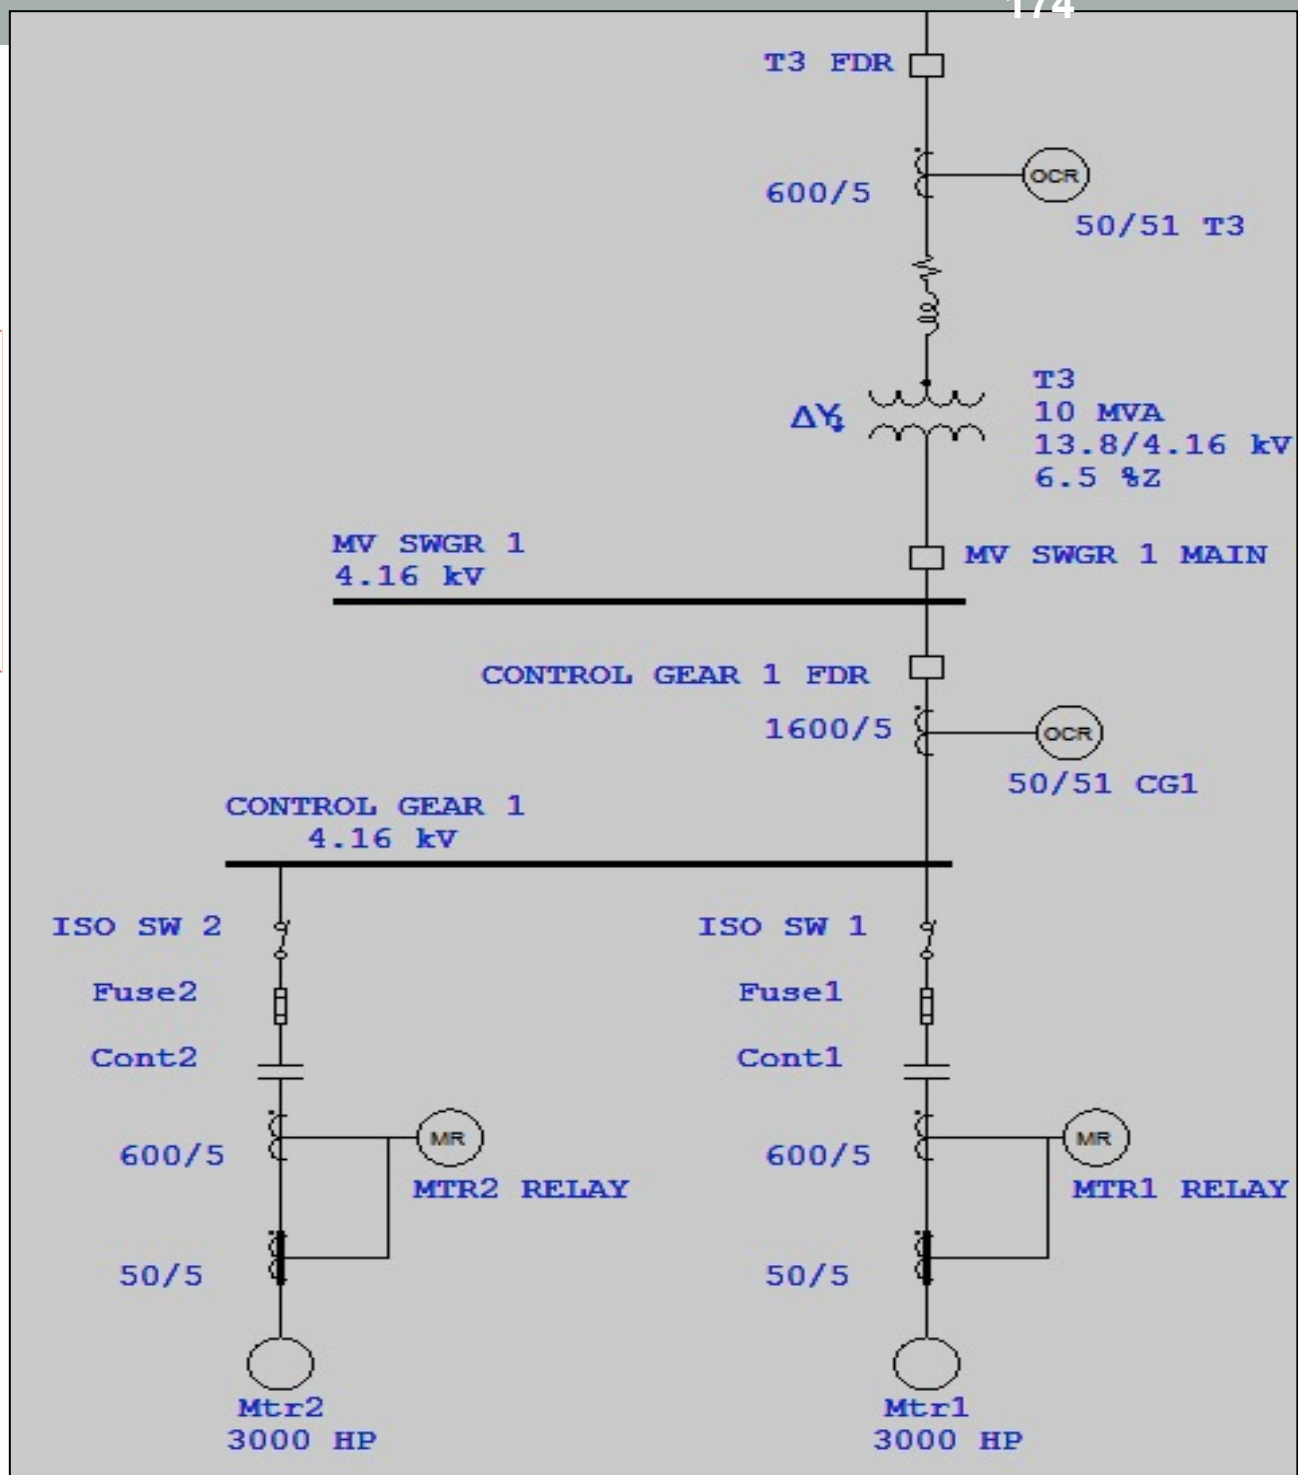 174
T3 FDR
OCR
600/5
50/51 T3
T3
ΔY
10 MVA
13.8/4.16 kV
6.5 %Z
MV SWGR 1
4.16 kV
MV SWGR 1 MAIN
CONTROL GEAR 1 FDR
1600/5
OCR
50/51 CG1
CONTROL GEAR 1
4.16 kV
ISO SW 2
ISO SW 1
Fuse2
Fuse1
Cont2
Cont1
MR
MR
600/5
600/5
MTR2 RELAY
MTR1 RELAY
50/5
50/5
Mtr2
3000 HP
Mtr1
3000 HP